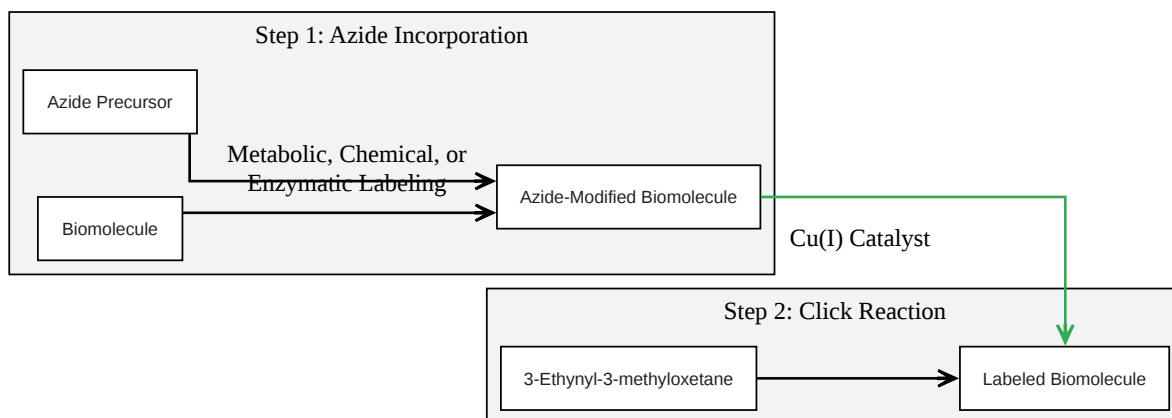 Step 1: Azide Incorporation
Azide Precursor
Metabolic, Chemical, or
Enzymatic Labeling
Azide-Modified Biomolecule
Biomolecule
Cu(I) Catalyst
Step 2: Click Reaction
3-Ethynyl-3-methyloxetane
Labeled Biomolecule